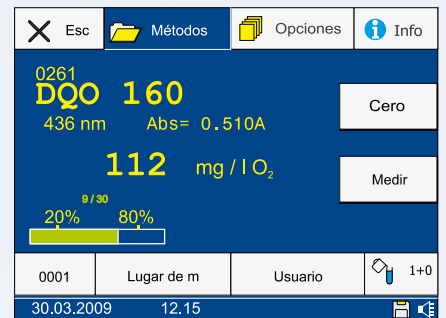 Esc Métodos Opciones Info
0261
DQO 160
436 nm Abs= 0.510A
Cero
112 mg / l O₂
Medir
9 / 30
20% 80%
0001 Lugar de m Usuario 1+0
30.03.2009 12.15